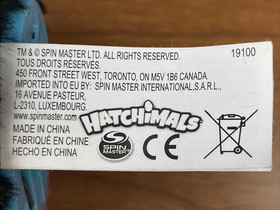 TM & © SPIN MASTER LTD. ALL RIGHTS RESERVED. 19100
TOUS DROITS RÉSERVÉS.
450 FRONT STREET WEST, TORONTO, ON M5V 1B6 CANADA.
IMPORTED INTO EU BY: SPIN MASTER INTERNATIONAL,S.A.R.L.,
16 AVENUE PASTEUR,
L-2310, LUXEMBOURG.
www.spinmaster.com
HATCHiMALS
MADE IN CHINA
FABRIQUÉ EN CHINE
HECHO EN CHINA
SPIN
MASTER
CE